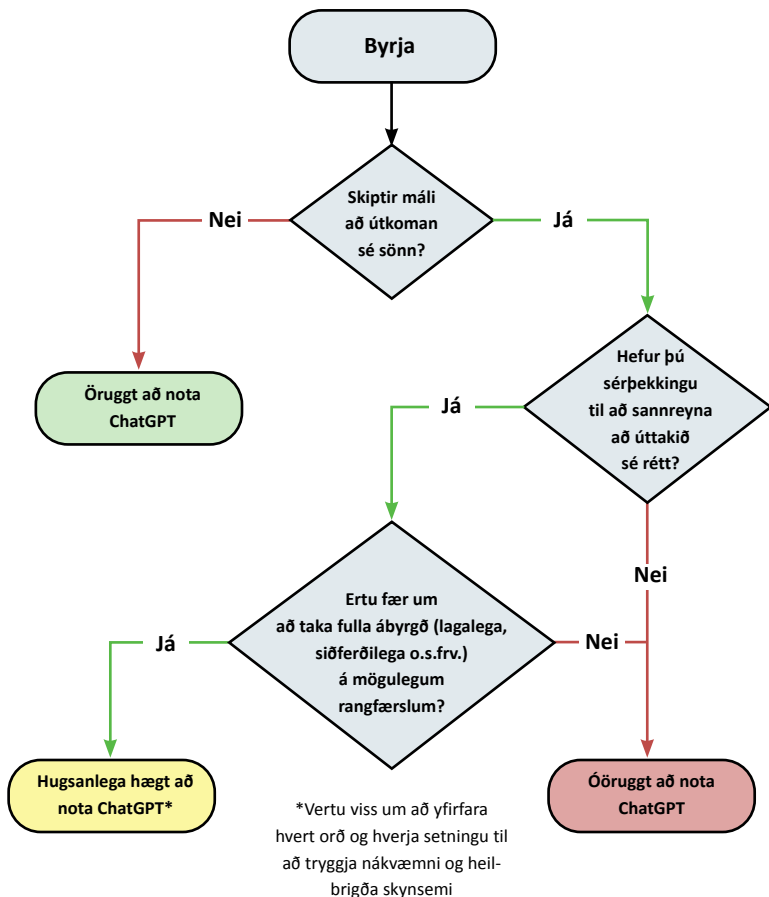 Byrja
Skiptir máli
að útkoman
sé sönn?
Nei
Já
Öruggt að nota
ChatGPT
Hefur þú
sérþekkingu
til að sannreyna
að úttakið
sé rétt?
Já
Nei
Ertu fær um
að taka fulla ábyrgð (lagalega,
siðferðilega o.s.frv.)
á mögulegum
rangfærslum?
Já
Nei
Hugsanlega hægt að
nota ChatGPT*
Óöruggt að nota
ChatGPT
*Vertu viss um að yfirfara
hvert orð og hverja setningu til
að tryggja nákvæmni og heil-
brigða skynsemi